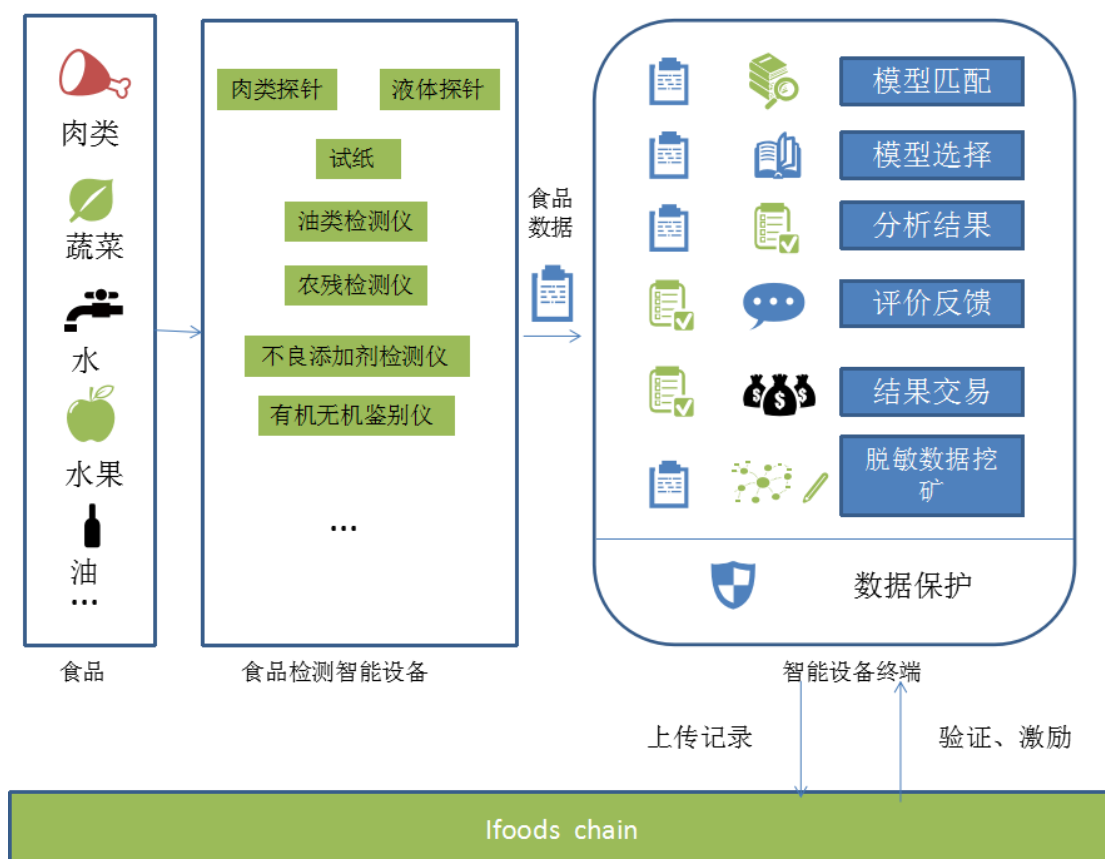 肉类
蔬菜
水
水果
油
...
食品
肉类探针
液体探针
试纸
油类检测仪
农残检测仪
不良添加剂检测仪
有机无机鉴别仪
...
食品检测智能设备
食品
数据
模型匹配
模型选择
分析结果
评价反馈
$ $ $
结果交易
脱敏数据挖
矿
数据保护
智能设备终端
上传记录
验证、激励
Ifoods chain